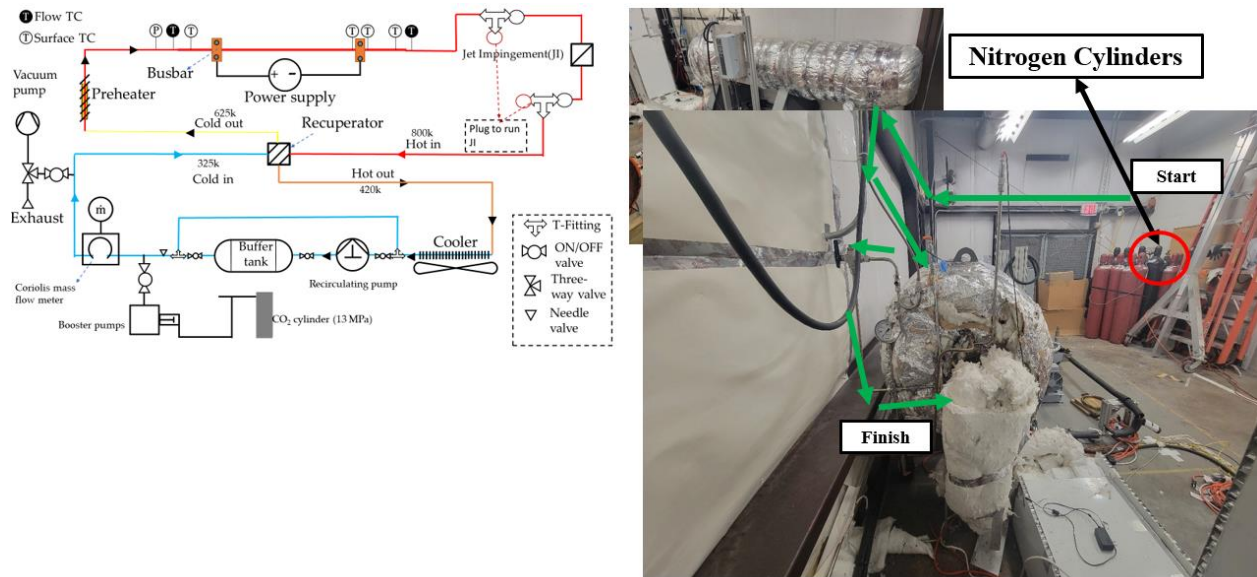 T Flow TC
T Surface TC
P T T
T T T T
Jet Impingement(JI)
Busbar
+ -
Power supply
Vacuum
pump
Preheater
625k
Cold out
Recuperator
Plug to run
JI
800k
Hot in
325k
Cold in
Hot out
420k
Exhaust
ṁ
Coriolis mass
flow meter
Buffer
tank
Recirculating pump
Cooler
Booster pumps
CO₂ cylinder (13 MPa)
T-Fitting
ON/OFF
valve
Three-
way valve
Needle
valve
Nitrogen Cylinders
Start
Finish